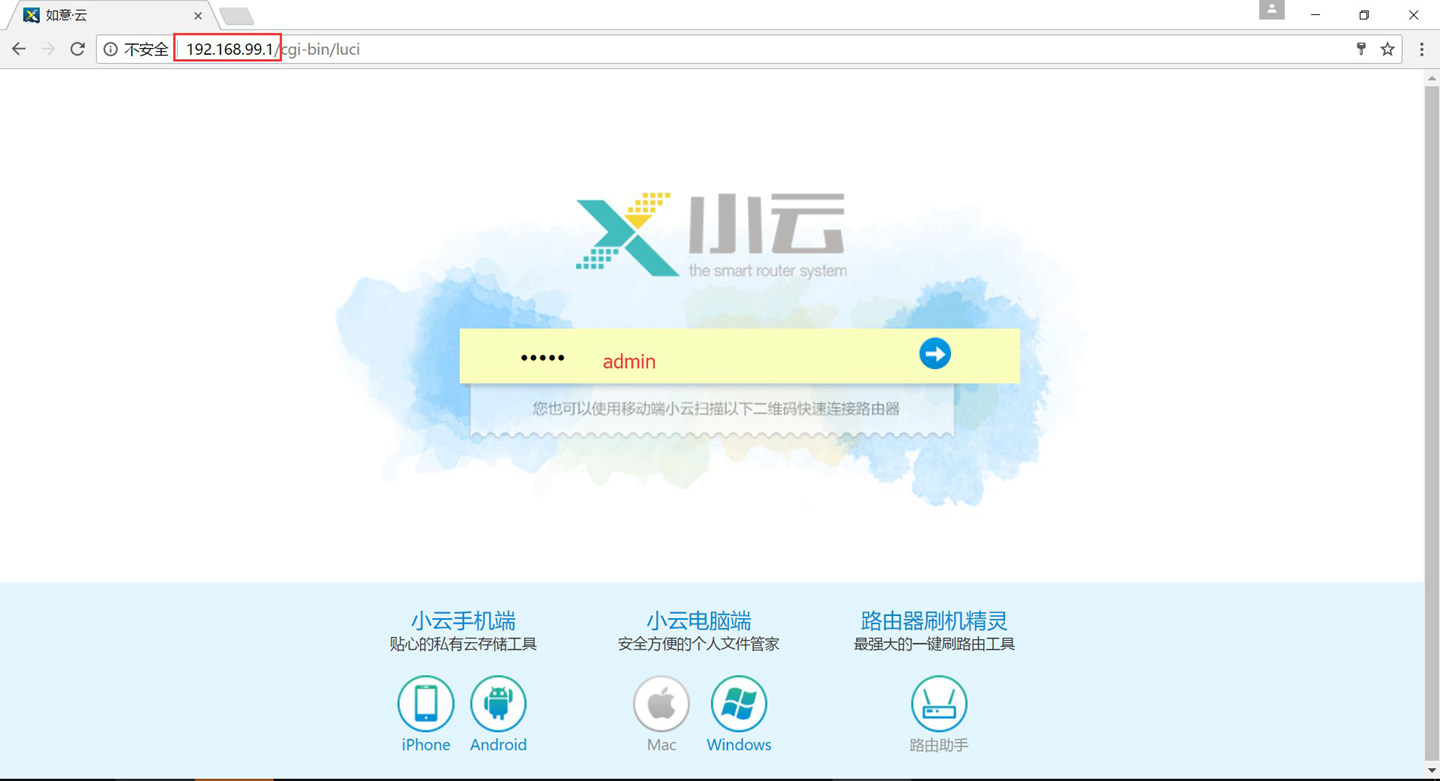 如意·云
不安全 192.168.99.1/cgi-bin/luci
小云
the smart router system
••••• admin
您也可以使用移动端小云扫描以下二维码快速连接路由器
小云手机端 小云电脑端 路由器刷机精灵
贴心的私有云存储工具 安全方便的个人文件管家 最强大的一键刷路由工具
iPhone Android Mac Windows 路由助手